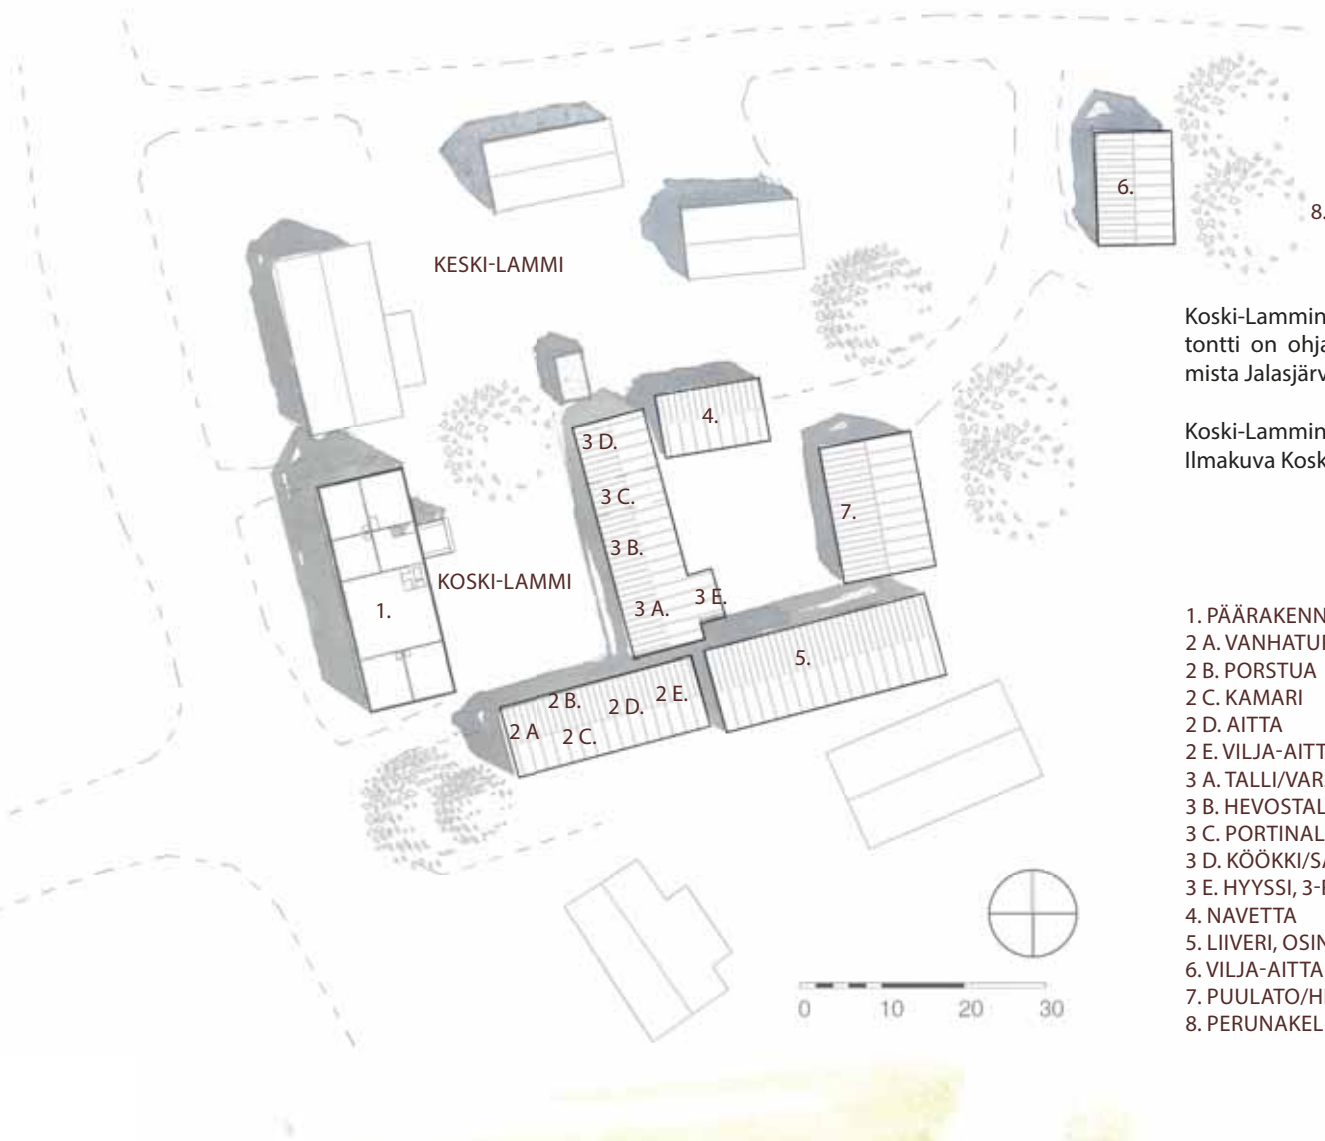 6.
8.
KESKI-LAMMI
Koski-Lammin
tontti on ohja
mista Jalasjärv
Koski-Lammin
Ilmakuva Kosk
4.
3 D.
3 C.
7.
3 B.
KOSKI-LAMMI
3 E.
3 A.
1.
5.
2 B.
2 D.
2 E.
2 A
2 C.
1. PÄÄRAKENN
2 A. VANHATU
2 B. PORSTUA
2 C. KAMARI
2 D. AITTA
2 E. VILJA-AITT
3 A. TALLI/VAR
3 B. HEVOSTAL
3 C. PORTINAL
3 D. KÖÖKKI/SA
3 E. HYYSSI, 3-
4. NAVETTA
5. LIIVERI, OSIN
6. VILJA-AITTA
7. PUULATO/H
8. PERUNAKEL
0 10 20 30